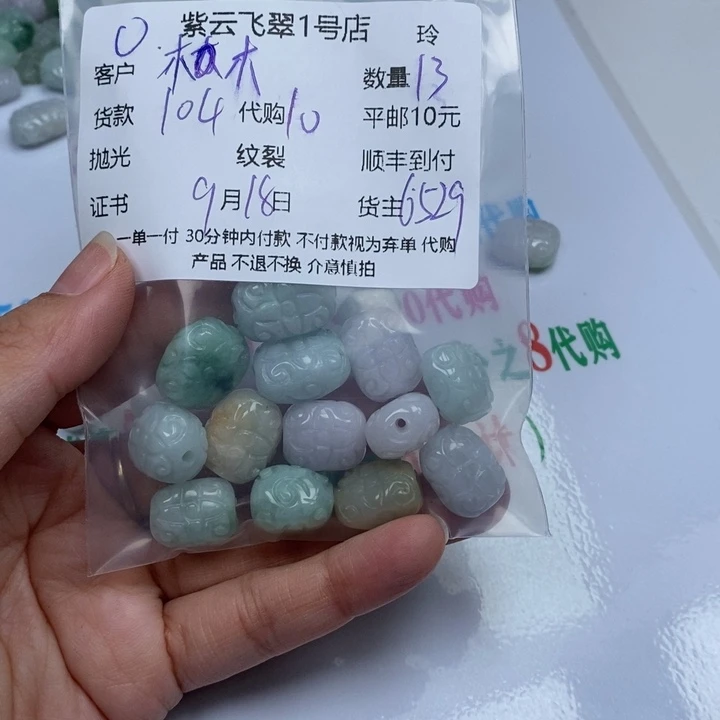 紫云飞翠1号店 玲
O
客户 木木 数量 13
货款 104 代购 10 平邮10元
抛光 纹裂 顺丰到付
证书 9月18日 货主 6529
一单一付 30分钟内付款 不付款视为弃单 代购
产品 不退不换 介意慎拍
0代购
之8代购